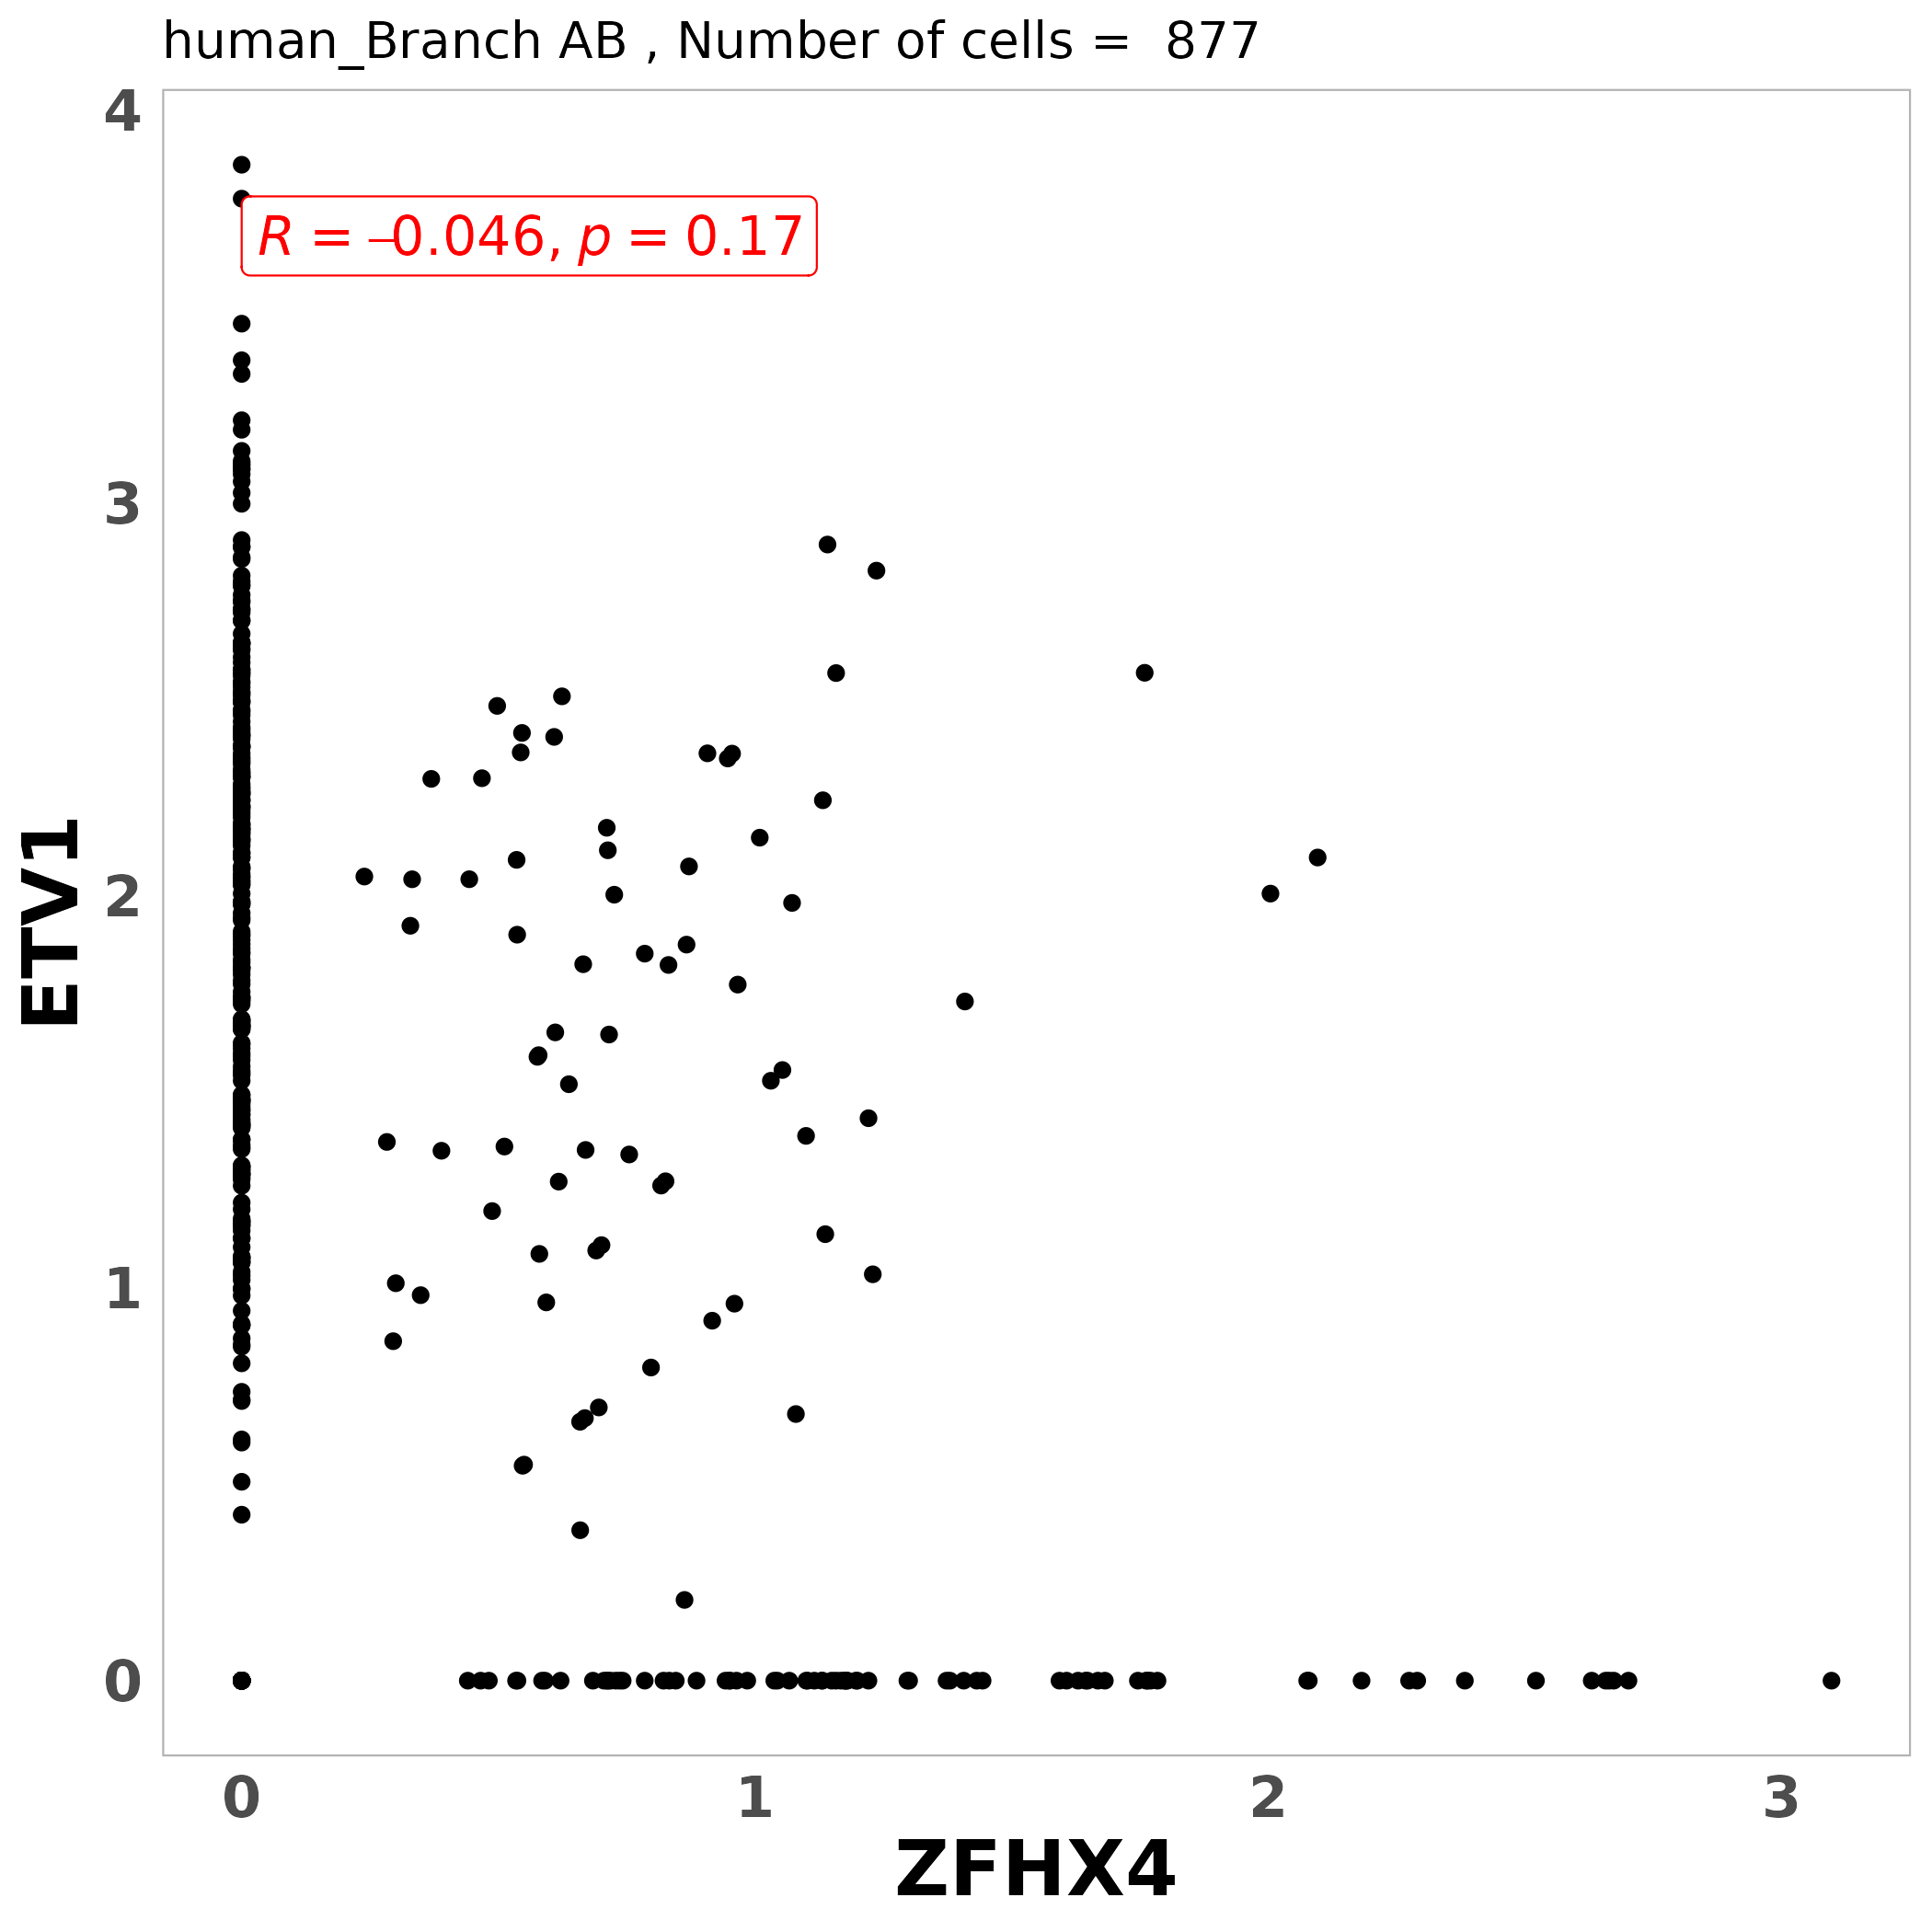 human_Branch AB , Number of cells =  877
4
R = –0.046, p = 0.17
3
2
1
0
ETV1
0 1 2 3
ZFHX4